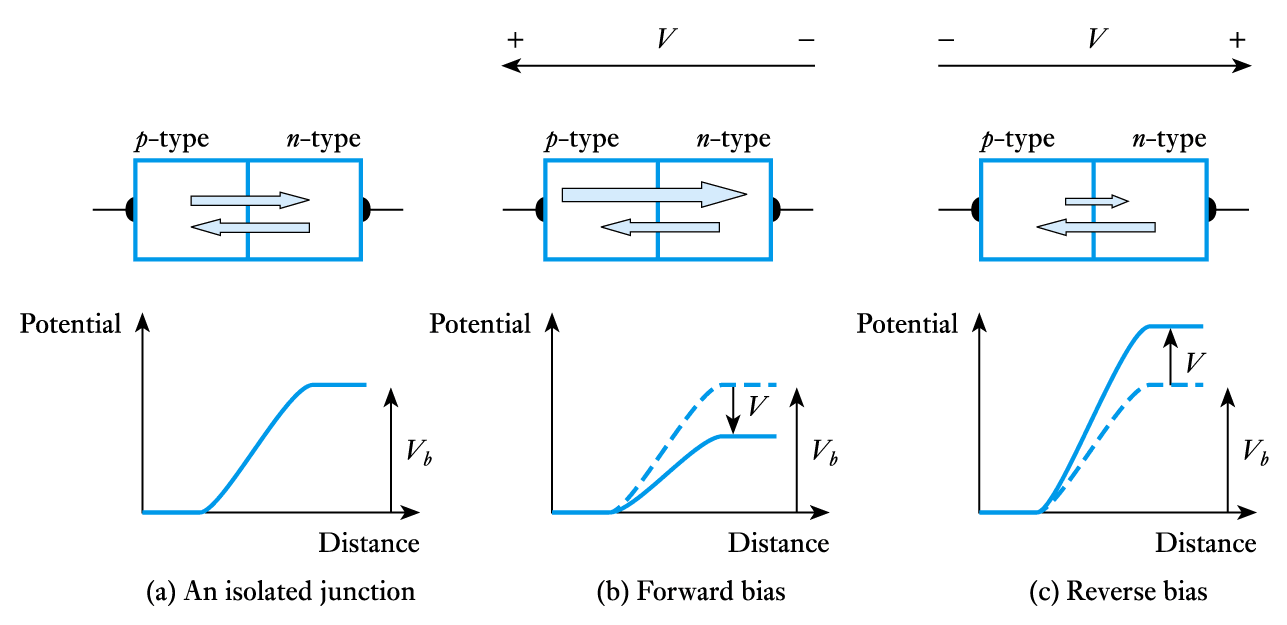 + V −
− V +
p-type n-type
p-type n-type
p-type n-type
Potential
V_b
Distance
(a) An isolated junction
Potential
V
V_b
Distance
(b) Forward bias
Potential
V
V_b
Distance
(c) Reverse bias